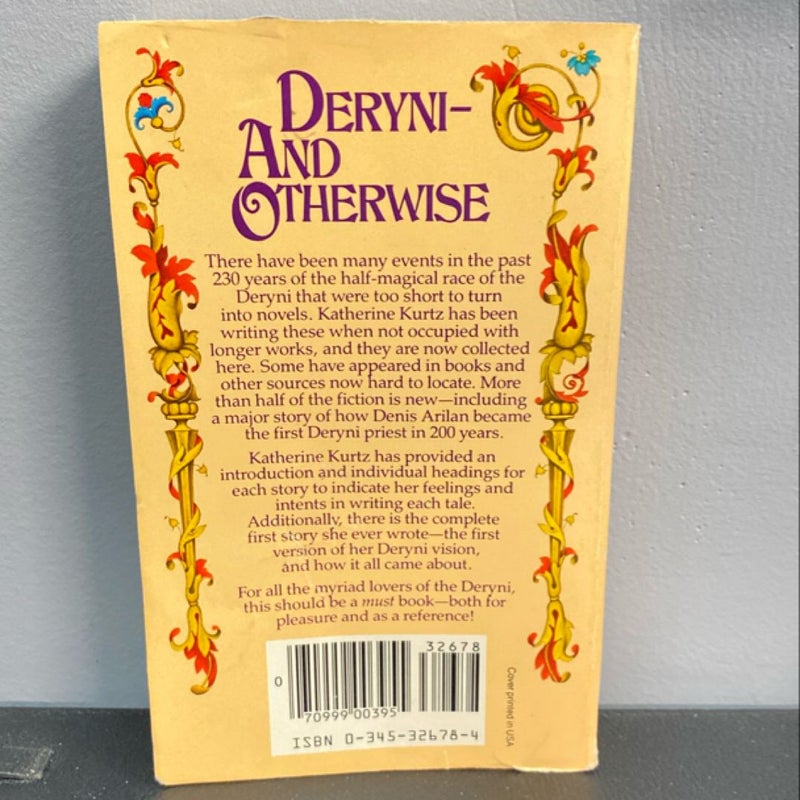 DERYNI–
AND
OTHERWISE
There have been many events in the past
230 years of the half-magical race of the
Deryni that were too short to turn
into novels. Katherine Kurtz has been
writing these when not occupied with
longer works, and they are now collected
here. Some have appeared in books and
other sources now hard to locate. More
than half of the fiction is new—including
a major story of how Denis Arilan became
the first Deryni priest in 200 years.
Katherine Kurtz has provided an
introduction and individual headings for
each story to indicate her feelings and
intents in writing each tale.
Additionally, there is the complete
first story she ever wrote—the first
version of her Deryni vision,
and how it all came about.
For all the myriad lovers of the Deryni,
this should be a must book—both for
pleasure and as a reference!
32678
0
70999 00395
ISBN 0-345-32678-4
Cover printed in USA